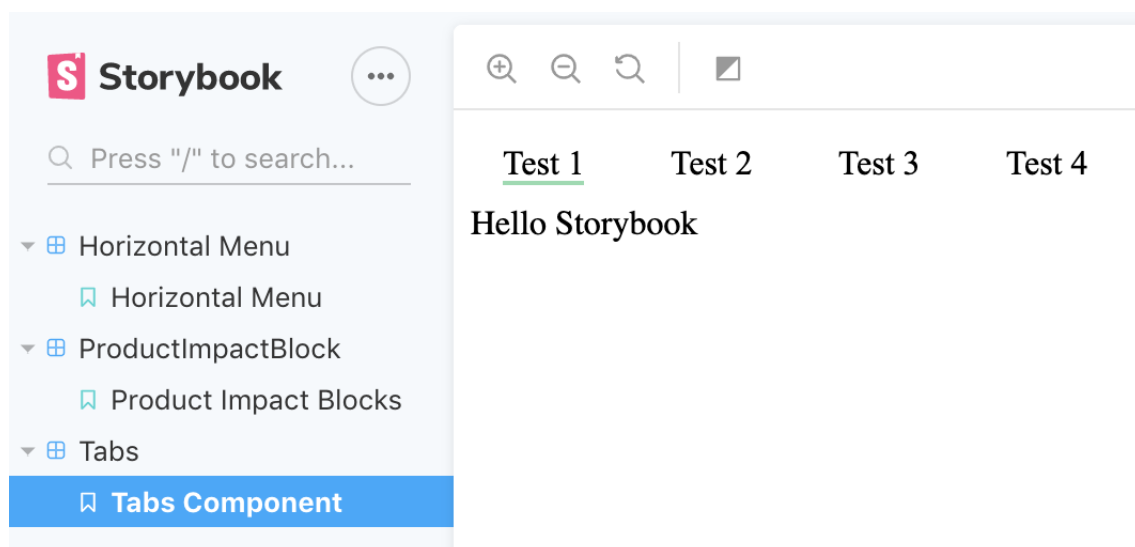 Storybook
Press "/" to search...
Horizontal Menu
Horizontal Menu
ProductImpactBlock
Product Impact Blocks
Tabs
Tabs Component
Test 1 Test 2 Test 3 Test 4
Hello Storybook